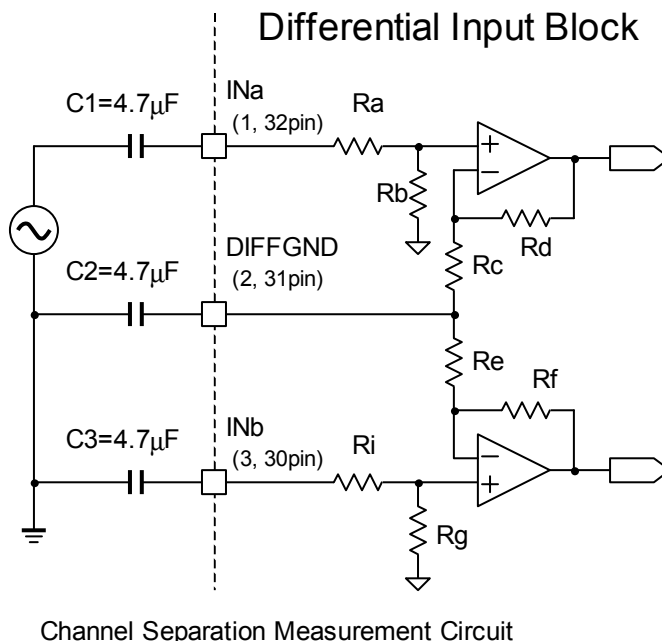 Differential Input Block
C1=4.7μF
INa
(1, 32pin)
Ra
Rb
Rd
DIFFGND
(2, 31pin)
C2=4.7μF
Rc
Re
Rf
C3=4.7μF
INb
(3, 30pin)
Ri
Rg
Channel Separation Measurement Circuit